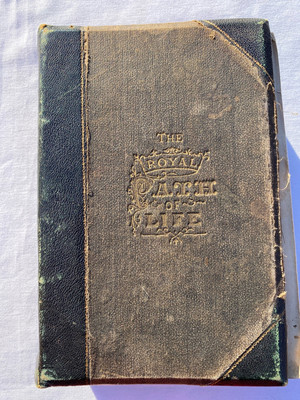 THE
ROYAL
PATH
OF
LIFE